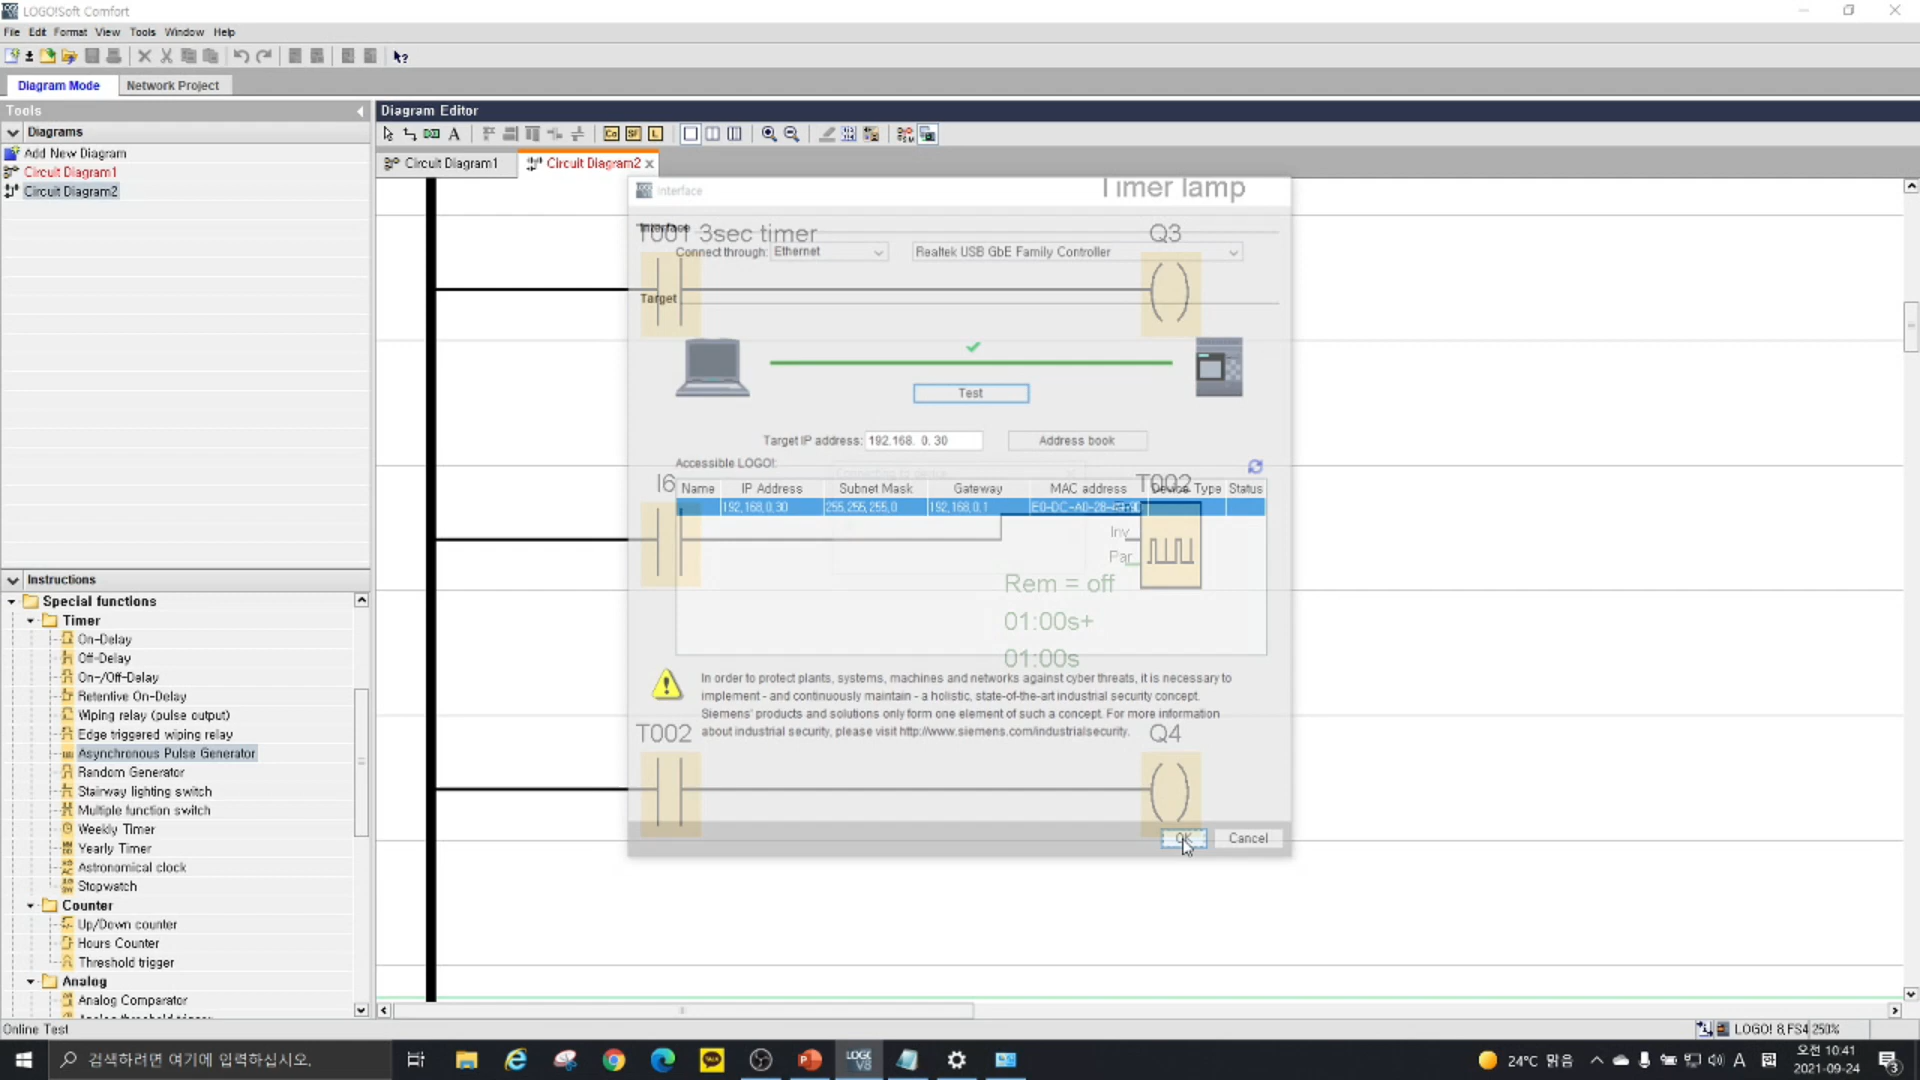 LOGO!Soft Comfort
File Edit Format View Tools Window Help
Diagram Mode
Network Project
Tools
Diagrams
Add New Diagram
Circuit Diagram1
Circuit Diagram2
Instructions
Special functions
Timer
On-Delay
Off-Delay
On-/Off-Delay
Retentive On-Delay
Wiping relay (pulse output)
Edge triggered wiping relay
Asynchronous Pulse Generator
Random Generator
Stairway lighting switch
Multiple function switch
Weekly Timer
Yearly Timer
Astronomical clock
Stopwatch
Counter
Up/Down counter
Hours Counter
Threshold trigger
Analog
Analog Comparator
Diagram Editor
Circuit Diagram1
Circuit Diagram2
Interface
Timer lamp
Interface
T001 3sec timer
Q3
Connect through: Ethernet
Realtek USB GbE Family Controller
Target
Test
Target IP address: 192.168. 0. 30
Address book
Accessible LOGO!:
I6
T002
Name IP Address Subnet Mask Gateway MAC address Device Type Status
192.168.0.30 255.255.255.0 192.168.0.1
Inv
Par
Rem = off
01:00s+
01:00s
In order to protect plants, systems, machines and networks against cyber threats, it is necessary to
implement - and continuously maintain - a holistic, state-of-the-art industrial security concept.
Siemens' products and solutions only form one element of such a concept. For more information
about industrial security, please visit http://www.siemens.com/industrialsecurity.
T002
Q4
OK
Cancel
Online Test
LOGO! 8.FS4 250%
검색하려면 여기에 입력하십시오.
24°C 맑음
A
오전 10:41
2021-09-24
3